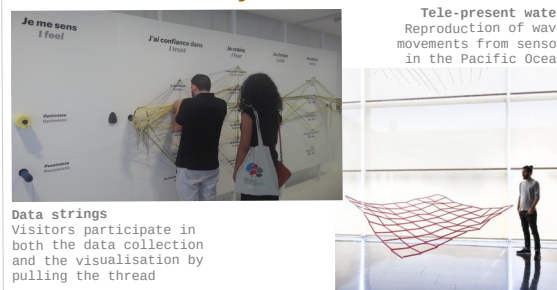 Je me sens
I feel
J'ai confiance dans
I trust
Je crains
Optimiste
Pessimiste
Tele-present wate
Reproduction of wav
movements from senso
in the Pacific Ocea
Data strings
Visitors participate in
both the data collection
and the visualisation by
pulling the thread